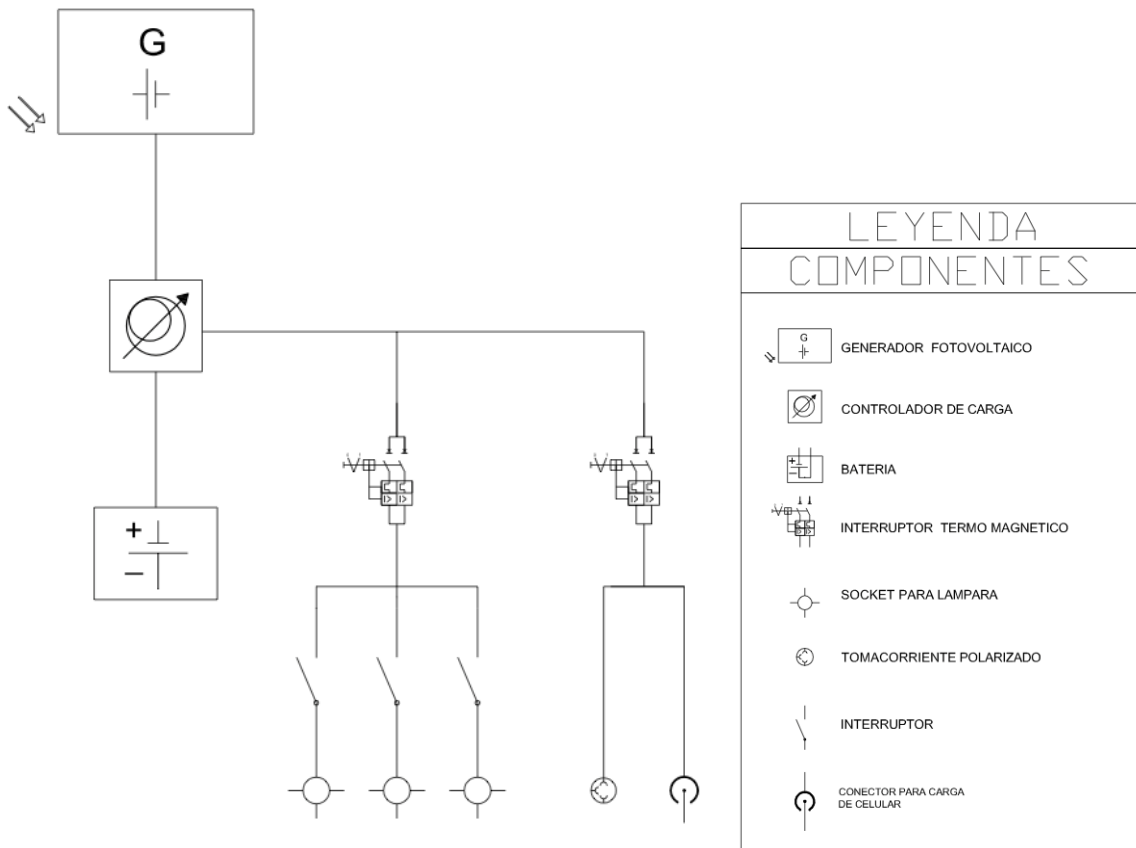 G
+
−
LEYENDA
COMPONENTES
G
GENERADOR FOTOVOLTAICO
CONTROLADOR DE CARGA
+
−
BATERIA
INTERRUPTOR TERMO MAGNETICO
SOCKET PARA LAMPARA
TOMACORRIENTE POLARIZADO
INTERRUPTOR
CONECTOR PARA CARGA
DE CELULAR